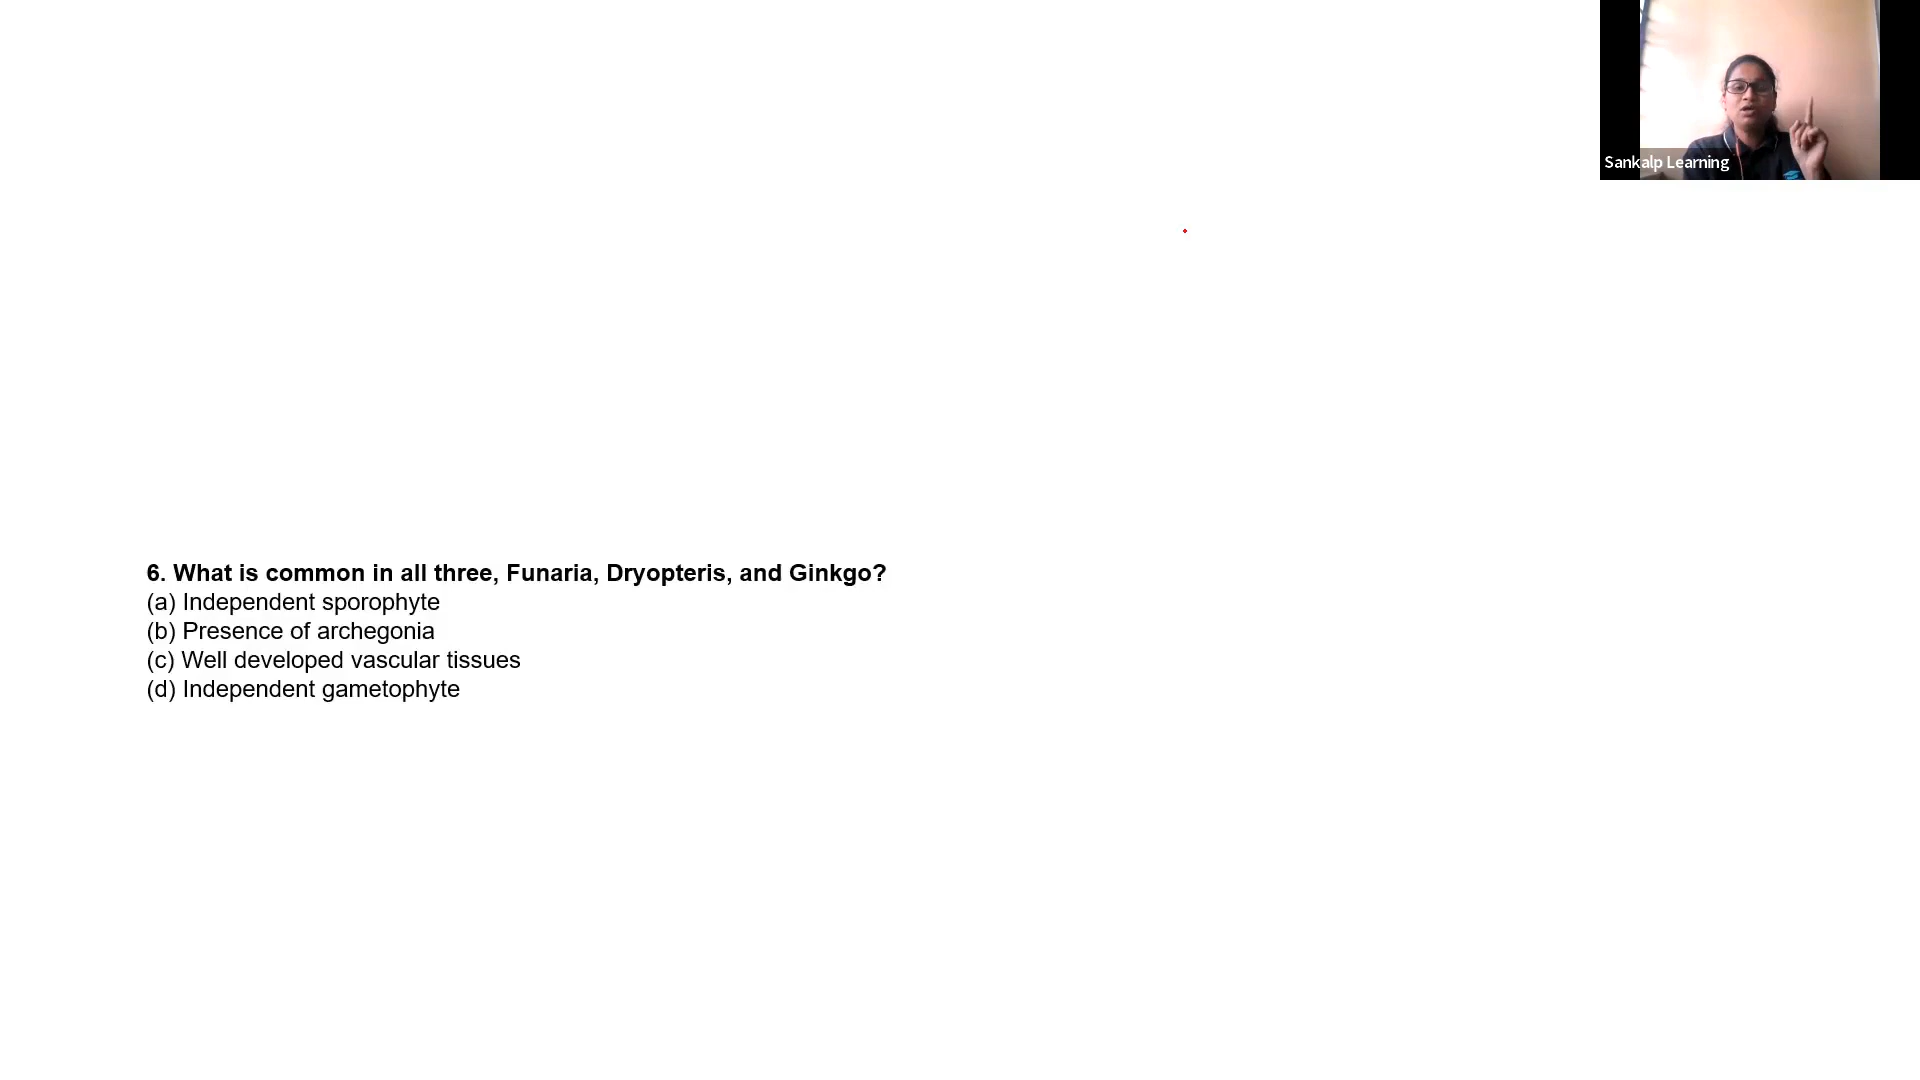 Sankalp Learning
6. What is common in all three, Funaria, Dryopteris, and Ginkgo?
(a) Independent sporophyte
(b) Presence of archegonia
(c) Well developed vascular tissues
(d) Independent gametophyte